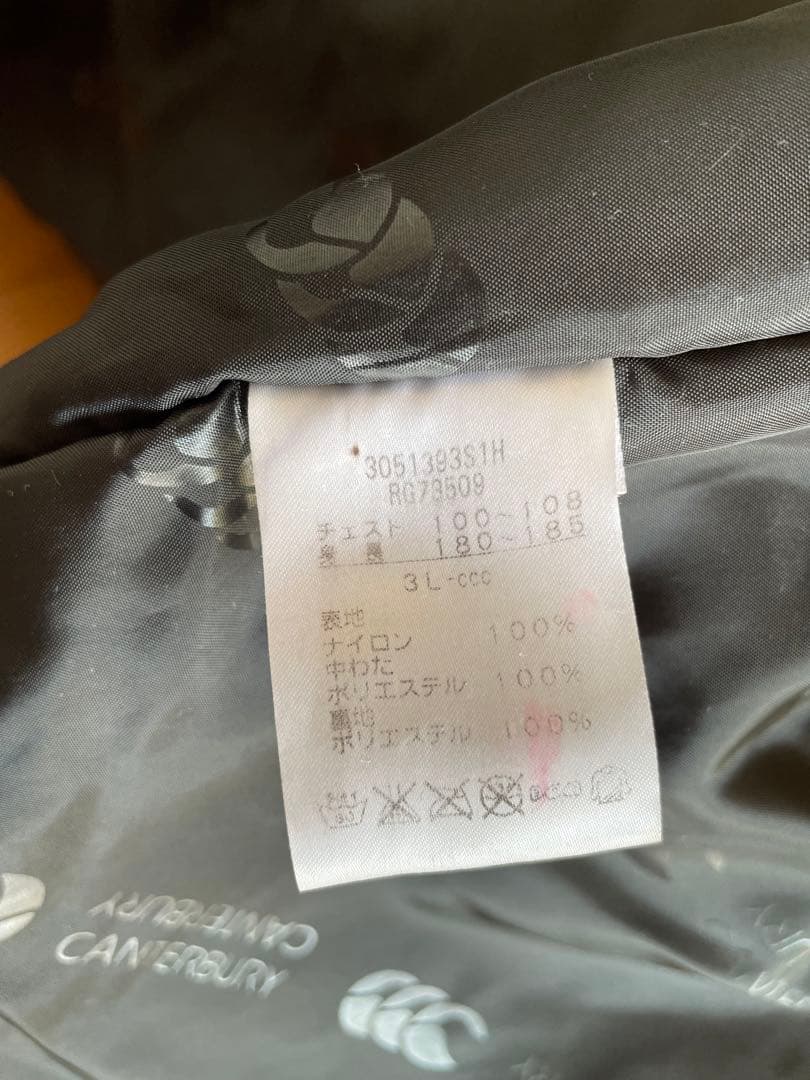 3051393S1H
RG73509
チェスト 100~108
身長 180~185
3L-ccc
表地
ナイロン 100%
中わた
ポリエステル 100%
裏地
ポリエステル 100%
CANTERBURY
CANTERBURY